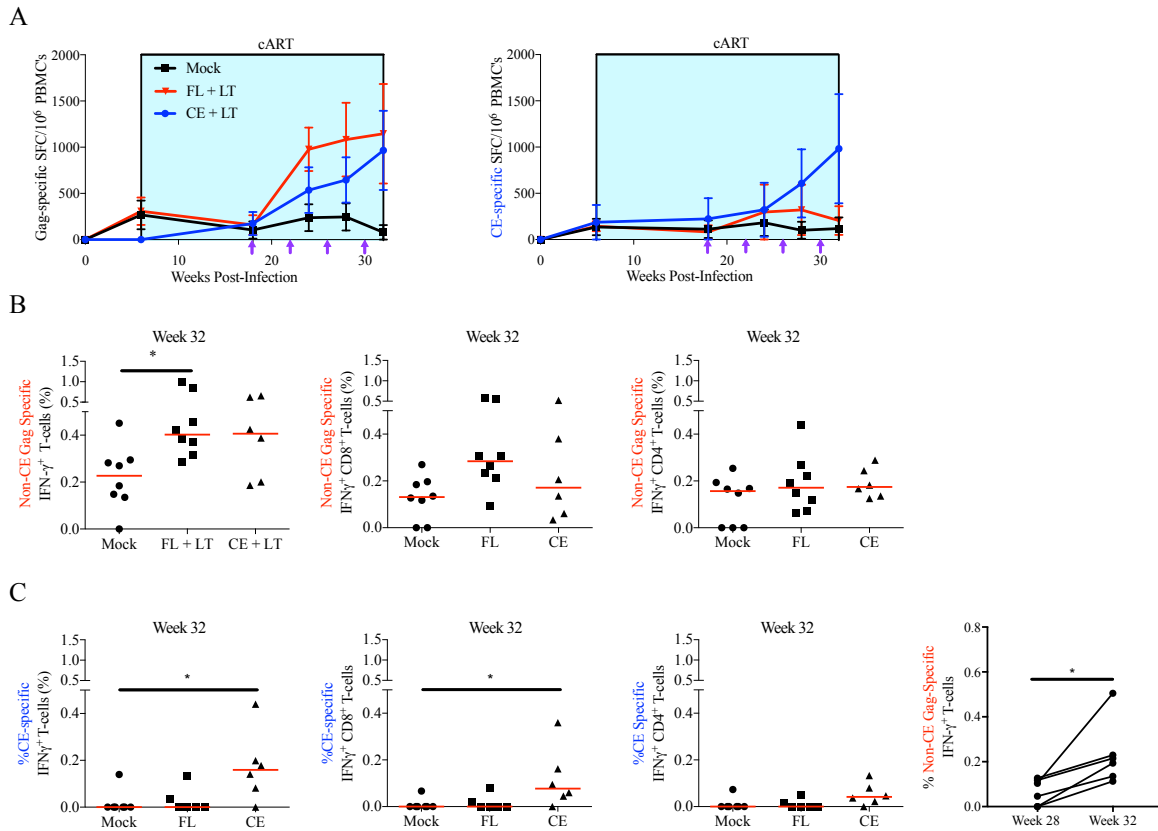 A
cART
cART
2000
1500
1000
500
0
Gag-specific SFC/10⁶ PBMC's
Mock
FL + LT
CE + LT
0
10
20
30
Weeks Post-Infection
2000
1500
1000
500
0
CE-specific SFC/10⁶ PBMC's
0
10
20
30
Weeks Post-Infection
B
Week 32
1.5
1.0
0.5
0.4
0.2
0.0
Non-CE Gag Specific
IFN-γ⁺ T-cells (%)
*
Mock
FL + LT
CE + LT
Week 32
1.5
1.0
0.5
0.4
0.2
0.0
Non-CE Gag Specific
IFNγ⁺ CD8⁺ T-cells (%)
Mock
FL
CE
Week 32
1.5
1.0
0.5
0.4
0.2
0.0
Non-CE Gag Specific
IFNγ⁺ CD4⁺ T-cells (%)
Mock
FL
CE
C
Week 32
1.5
1.0
0.5
0.4
0.2
0.0
%CE-specific
IFNγ⁺ T-cells (%)
*
Mock
FL
CE
Week 32
1.5
1.0
0.5
0.4
0.2
0.0
%CE-specific
IFNγ⁺ CD8⁺ T-cells
*
Mock
FL
CE
Week 32
1.5
1.0
0.5
0.4
0.2
0.0
%CE Specific
IFNγ⁺ CD4⁺ T-cells
Mock
FL
CE
0.8
0.6
0.4
0.2
0.0
% Non-CE Gag-Specific
IFN-γ⁺ T-cells
*
Week 28
Week 32